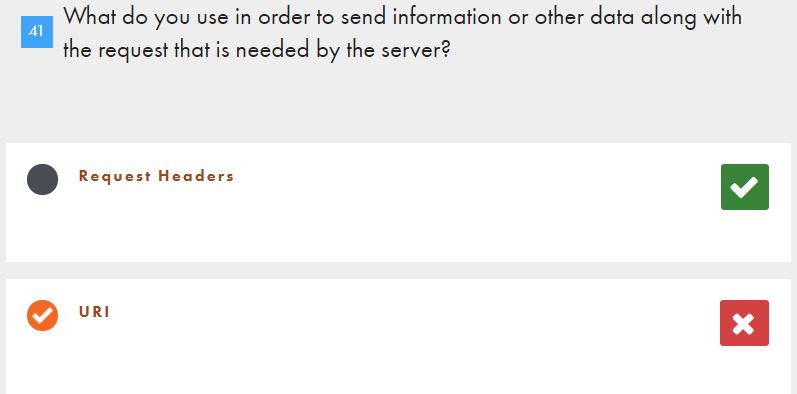 What do you use in order to send information or other data along with
41
the request that is needed by the server?
Request Headers
URI